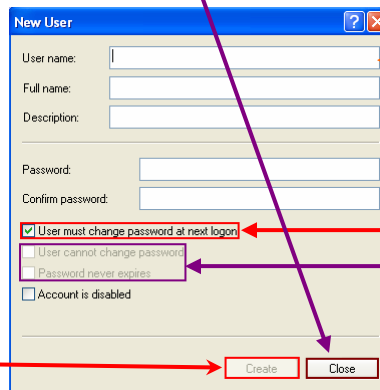 New User
User name:
Full name:
Description:
Password:
Confirm password:
User must change password at next logon
User cannot change password
Password never expires
Account is disabled
Create Close